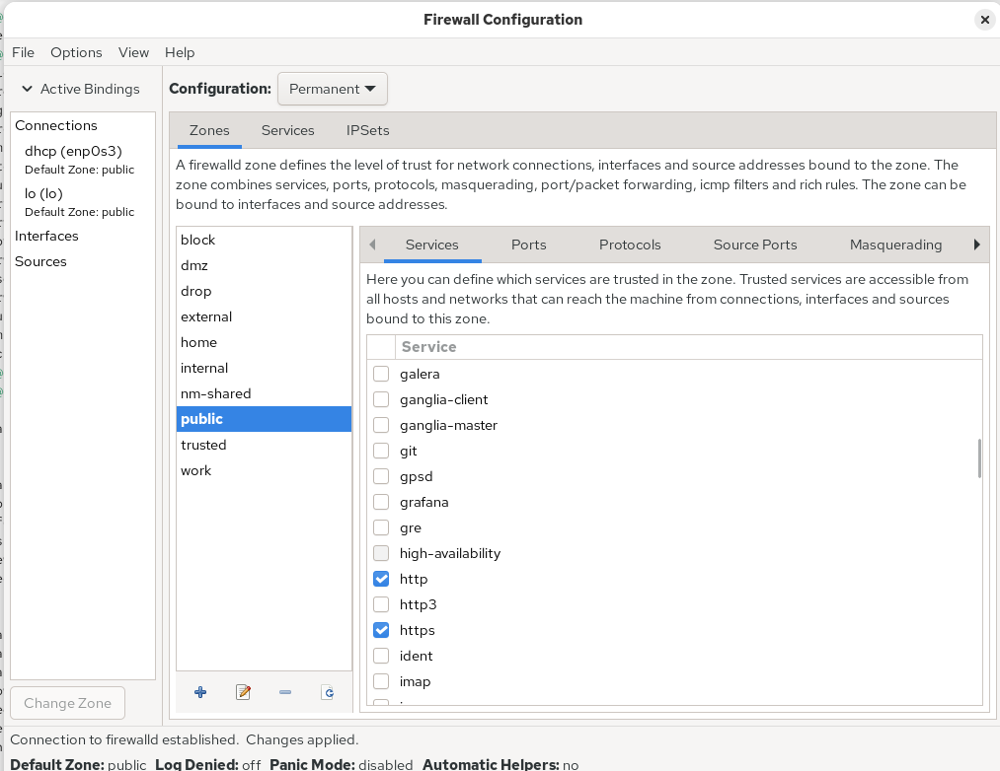 Firewall Configuration
File Options View Help
Active Bindings
Connections
dhcp (enp0s3)
Default Zone: public
lo (lo)
Default Zone: public
Interfaces
Sources
Change Zone
Configuration: Permanent
Zones Services IPSets
A firewalld zone defines the level of trust for network connections, interfaces and source addresses bound to the zone. The
zone combines services, ports, protocols, masquerading, port/packet forwarding, icmp filters and rich rules. The zone can be
bound to interfaces and source addresses.
block
dmz
drop
external
home
internal
nm-shared
public
trusted
work
Services Ports Protocols Source Ports Masquerading
Here you can define which services are trusted in the zone. Trusted services are accessible from
all hosts and networks that can reach the machine from connections, interfaces and sources
bound to this zone.
Service
galera
ganglia-client
ganglia-master
git
gpsd
grafana
gre
high-availability
http
http3
https
ident
imap
Connection to firewalld established. Changes applied.
Default Zone: public Log Denied: off Panic Mode: disabled Automatic Helpers: no